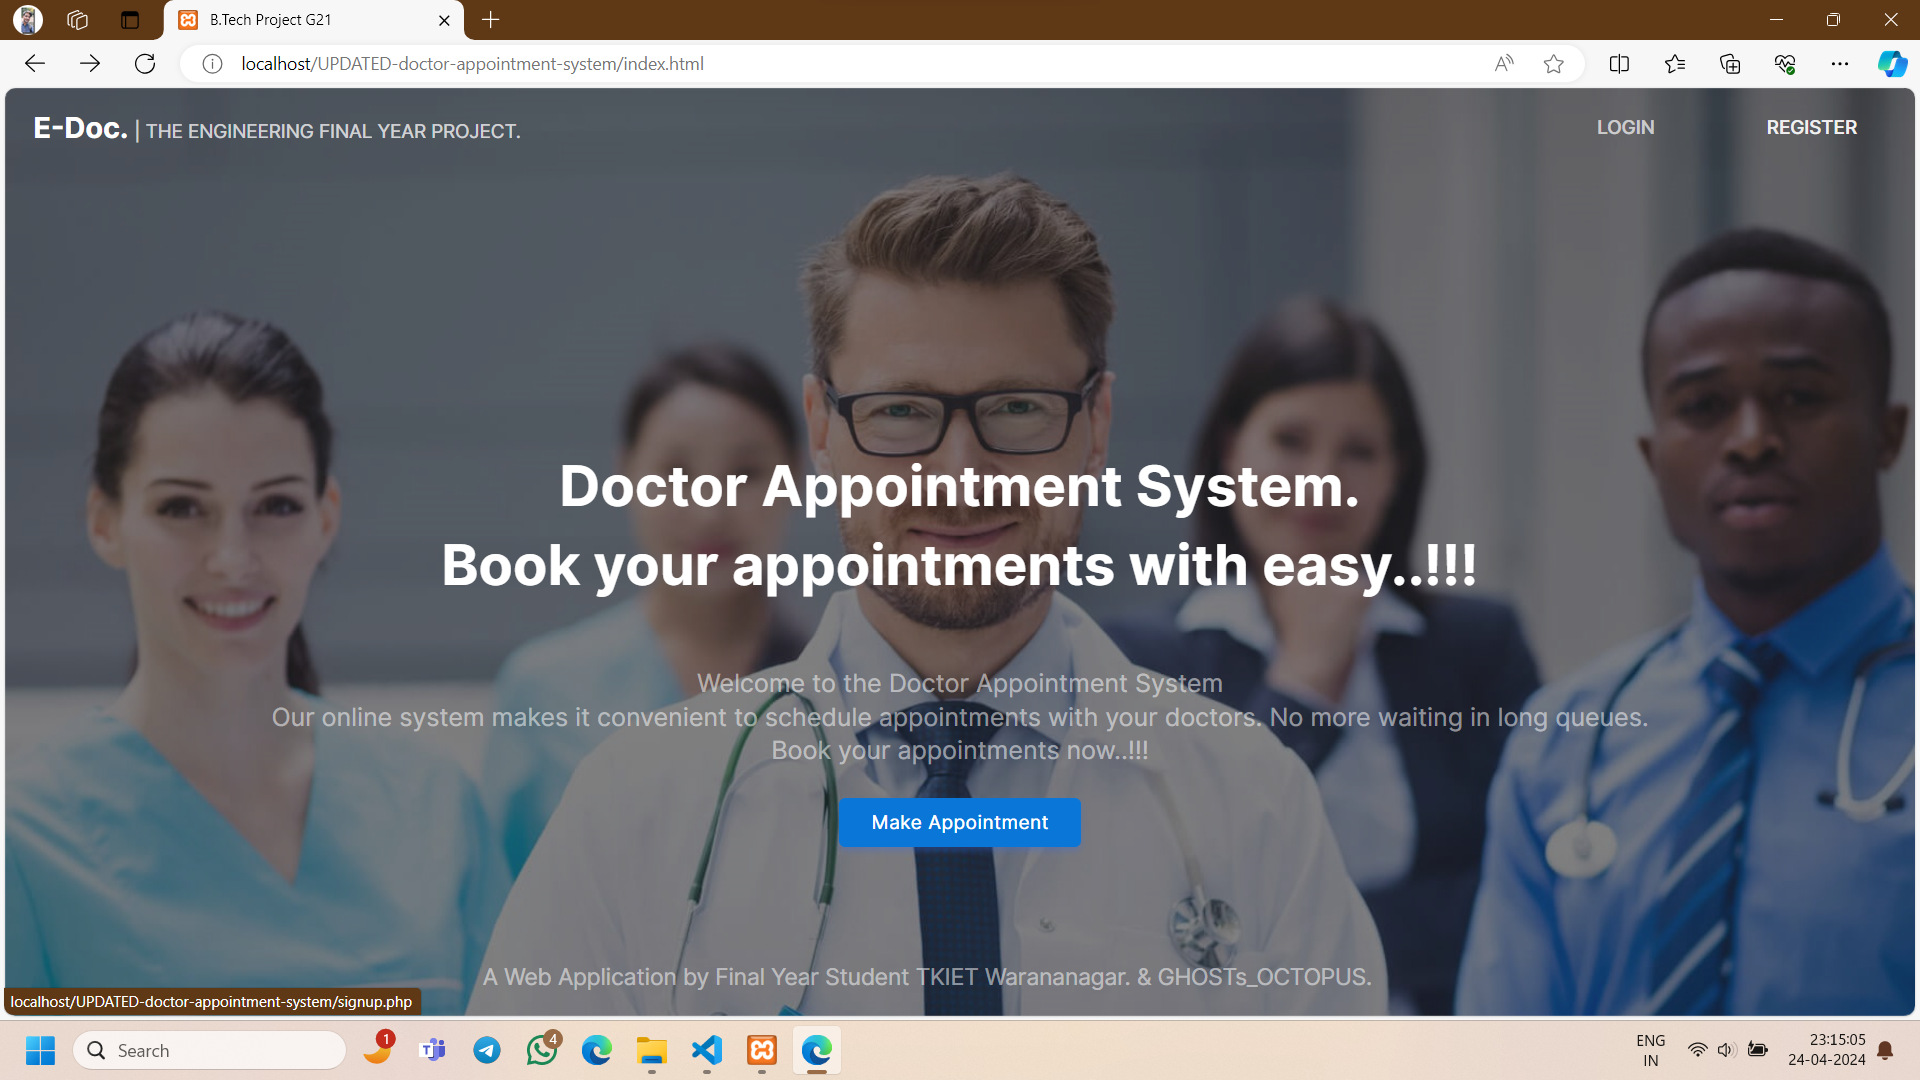 B.Tech Project G21
localhost/UPDATED-doctor-appointment-system/index.html
E-Doc. | THE ENGINEERING FINAL YEAR PROJECT.
LOGIN
REGISTER
Doctor Appointment System.
Book your appointments with easy..!!!
Welcome to the Doctor Appointment System
Our online system makes it convenient to schedule appointments with your doctors. No more waiting in long queues.
Book your appointments now..!!!
Make Appointment
A Web Application by Final Year Student TKIET Warananagar. & GHOSTs_OCTOPUS.
localhost/UPDATED-doctor-appointment-system/signup.php
Search
1
4
ENG
IN
23:15:05
24-04-2024